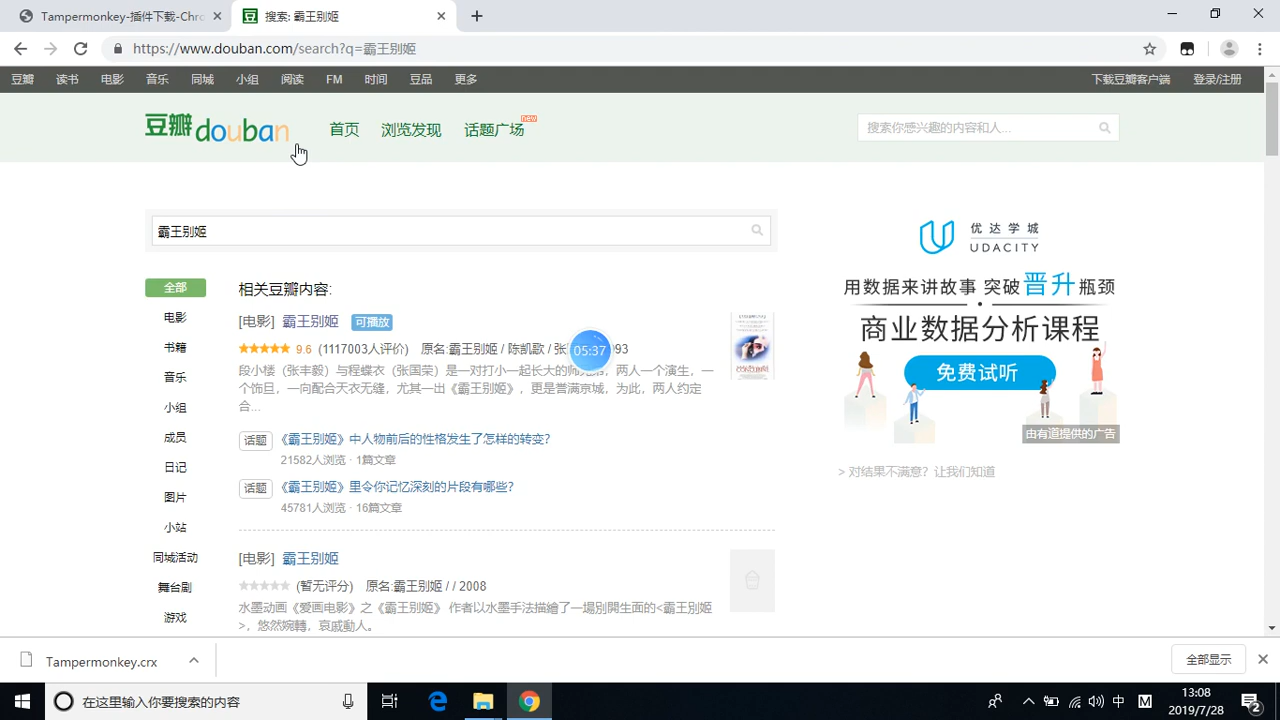 Tampermonkey-插件下载-Chro
搜索: 霸王别姬
https://www.douban.com/search?q=霸王别姬
豆瓣 读书 电影 音乐 同城 小组 阅读 FM 时间 豆品 更多 下载豆瓣客户端 登录/注册
豆瓣douban 首页 浏览发现 话题广场 new
搜索你感兴趣的内容和人...
霸王别姬
全部
电影
书籍
音乐
小组
成员
日记
图片
小站
同城活动
舞台剧
游戏
相关豆瓣内容:
[电影] 霸王别姬 可播放
9.6 (1117003人评价) 原名:霸王别姬 / 陈凯歌 / 张
05:37
93
段小楼（张丰毅）与程蝶衣（张国荣）是一对打小一起长大的师兄弟，两人一个演生，一
个饰旦，一向配合天衣无缝，尤其一出《霸王别姬》，更是誉满京城，为此，两人约定
合...
话题 《霸王别姬》中人物前后的性格发生了怎样的转变?
21582人浏览 · 1篇文章
话题 《霸王别姬》里令你记忆深刻的片段有哪些?
45781人浏览 · 16篇文章
[电影] 霸王别姬
(暂无评分) 原名:霸王别姬 / / 2008
水墨动画《爱画电影》之《霸王别姬》 作者以水墨手法描繪了一場別開生面的<霸王別姬
>，悠然婉轉，哀戚動人。
优达学城
UDACITY
用数据来讲故事 突破晋升瓶颈
商业数据分析课程
免费试听
由有道提供的广告
> 对结果不满意？让我们知道
Tampermonkey.crx
全部显示
在这里输入你要搜索的内容
中
M
13:08
2019/7/28
2